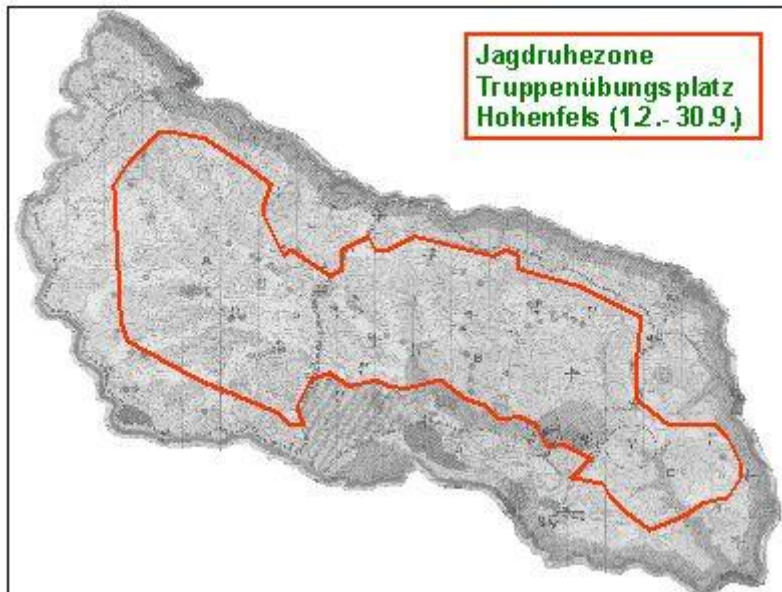 Jagdruhezone
Truppenübungsplatz
Hohenfels (1.2.- 30.9.)
A
B
C